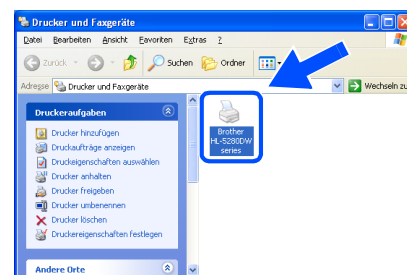 Drucker und Faxgeräte
Datei Bearbeiten Ansicht Favoriten Extras ?
Zurück Suchen Ordner
Adresse Drucker und Faxgeräte Wechseln zu
Druckeraufgaben
Drucker hinzufügen
Druckaufträge anzeigen
Druckeigenschaften auswählen
Drucker anhalten
Drucker freigeben
Drucker umbenennen
Drucker löschen
Druckereigenschaften festlegen
Andere Orte
Brother
HL-5280DW
series